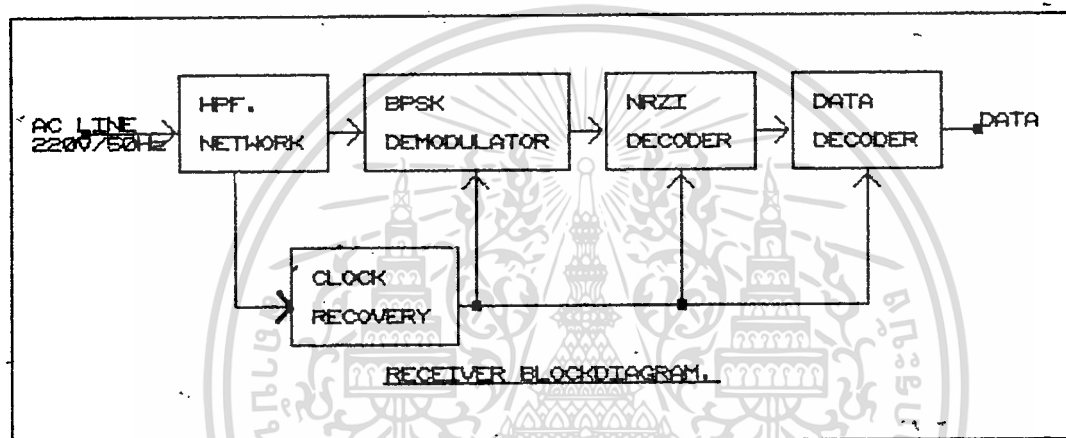 AC LINE
220V/50Hz
HPF.
NETWORK
BPSK
DEMODULATOR
NRZI
DECODER
DATA
DECODER
DATA
CLOCK
RECOVERY
RECEIVER BLOCKDIAGRAM.